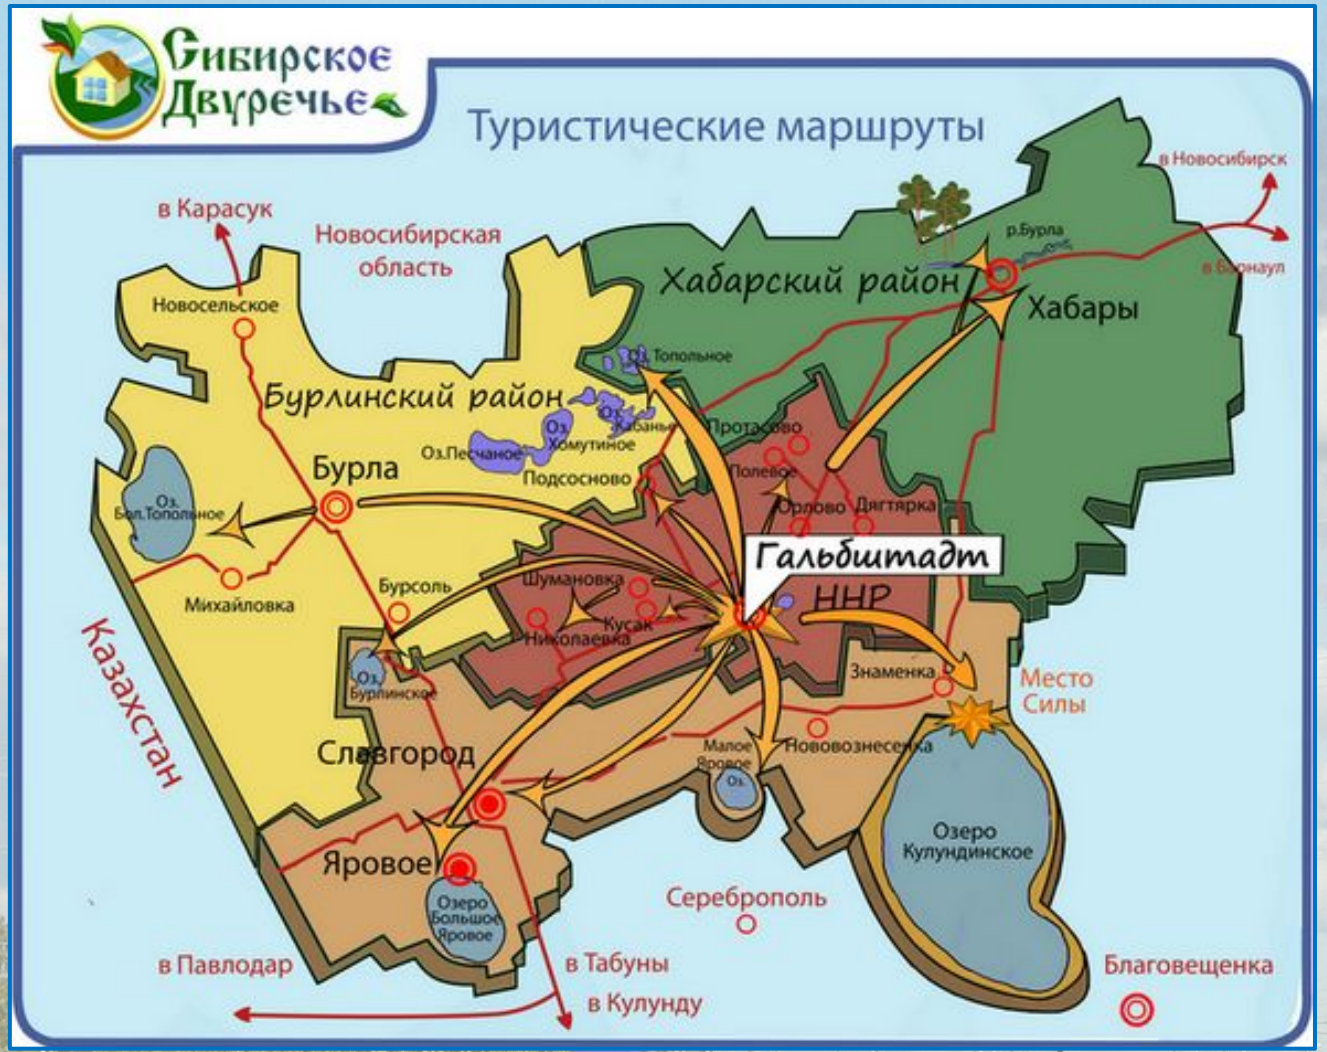 Сибирское
Двуречье
Туристические маршруты
в Новосибирск
в Карасук
Новосибирская
область
р.Бурла
в Барнаул
Хабарский район
Новосельское
Хабары
Оз. Топольное
Бурлинский район
Оз.
Кабанье
Оз.
Хомутиное
Протасово
Оз.Песчаное
Бурла
Подсосново
Полевое
Оз.
Бол.Топольное
Орлово
Дягтярка
Гальбштадт
Бурсоль
Шумановка
ННР
Михайловка
Кусак
Николаевка
Казахстан
Оз.
Бурлинское
Знаменка
Место
Силы
Славгород
Малое
Яровое
Оз.
Нововознесенка
Озеро
Кулундинское
Яровое
Озеро
Большое
Яровое
Сереброполь
в Павлодар
в Табуны
в Кулунду
Благовещенка